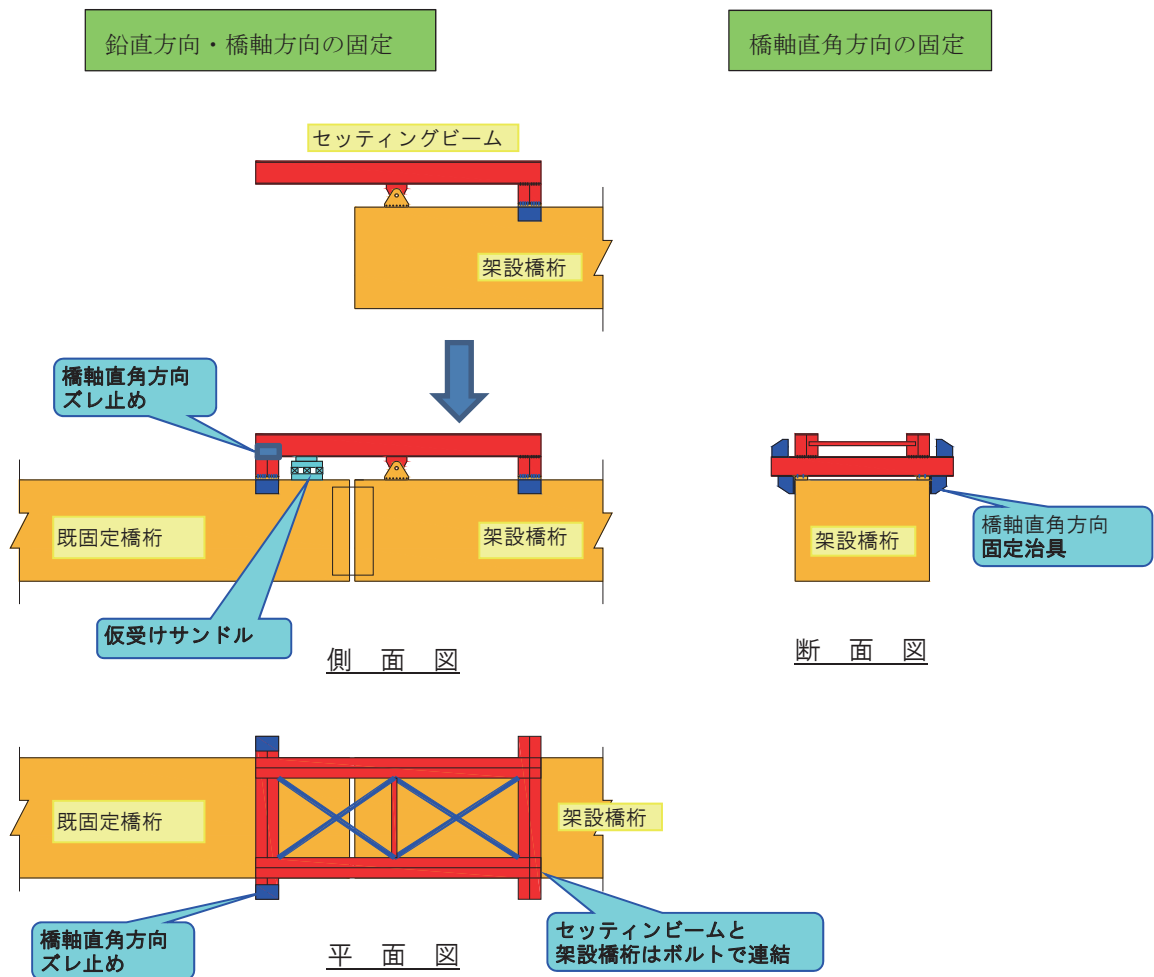 鉛直方向・橋軸方向の固定
橋軸直角方向の固定
セッティングビーム
架設橋桁
橋軸直角方向
ズレ止め
既固定橋桁
架設橋桁
仮受けサンドル
側 面 図
架設橋桁
橋軸直角方向
固定治具
断 面 図
既固定橋桁
架設橋桁
橋軸直角方向
ズレ止め
平 面 図
セッティンビームと
架設橋桁はボルトで連結